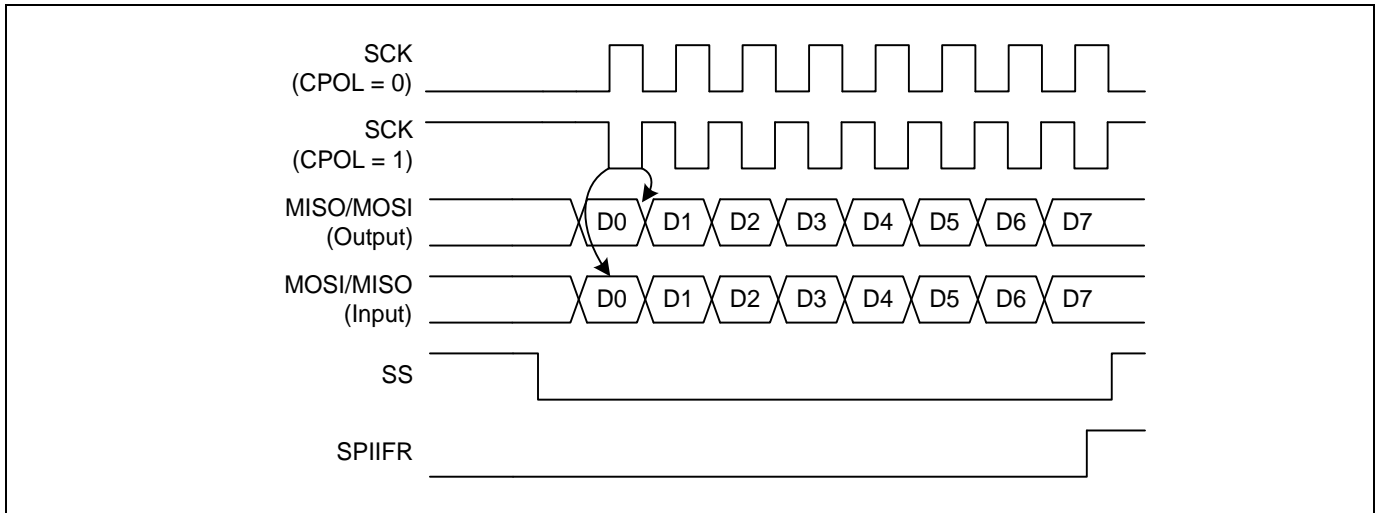 SCK
(CPOL = 0)
SCK
(CPOL = 1)
MISO/MOSI
(Output)
D0 D1 D2 D3 D4 D5 D6 D7
MOSI/MISO
(Input)
D0 D1 D2 D3 D4 D5 D6 D7
SS
SPIIFR